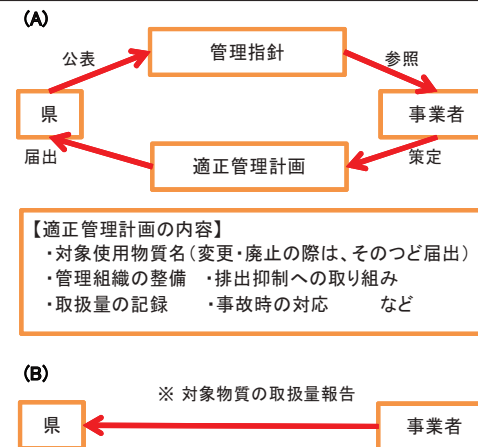 (A)
公表
管理指針
参照
県
事業者
届出
適正管理計画
策定
【適正管理計画の内容】
・対象使用物質名(変更・廃止の際は、そのつど届出)
・管理組織の整備 ・排出抑制への取り組み
・取扱量の記録 ・事故時の対応 など
(B)
※ 対象物質の取扱量報告
県
事業者